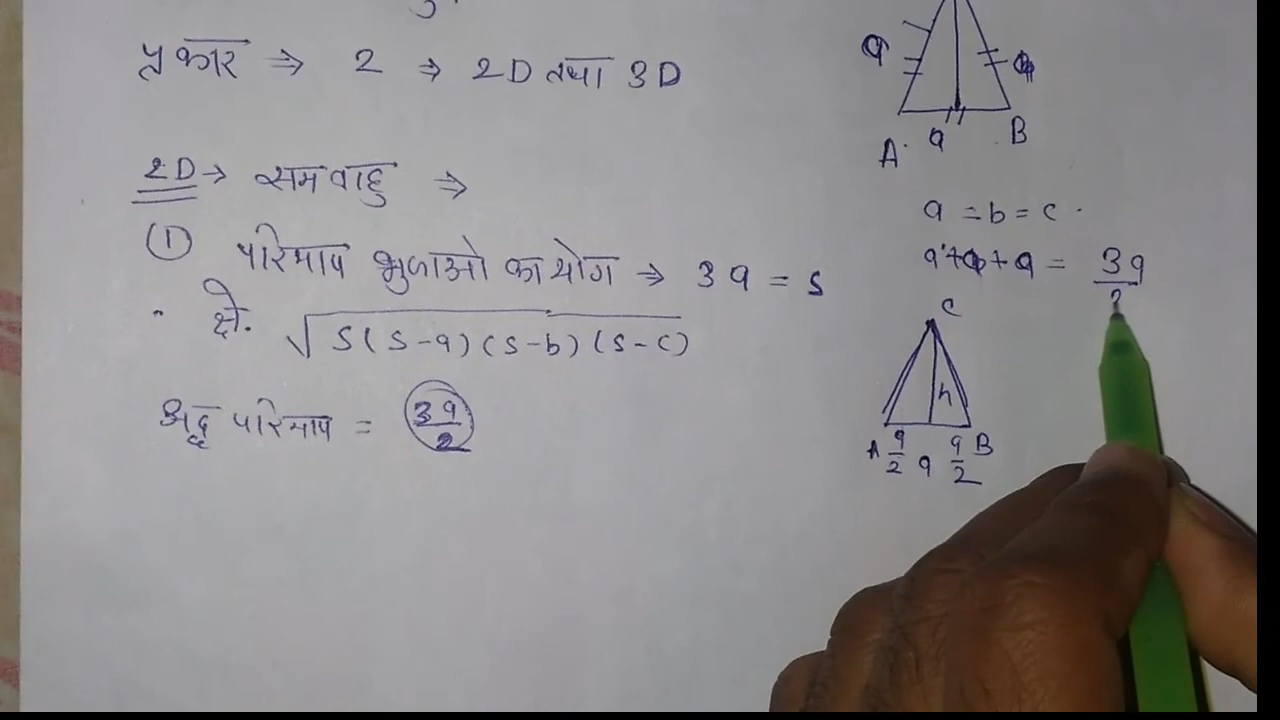 प्रकार ⇒ 2 → 2D तथा 3D
2D → समबाहु ⇒
① परिमाप भुजाओ का योग → 3a = s
क्षे. √s(s-a)(s-b)(s-c)
अर्द्ध परिमाप = 3a/2
a
A a B
a = b = c
a + a + a = 3a/2
C
h
A a/2 a a/2 B